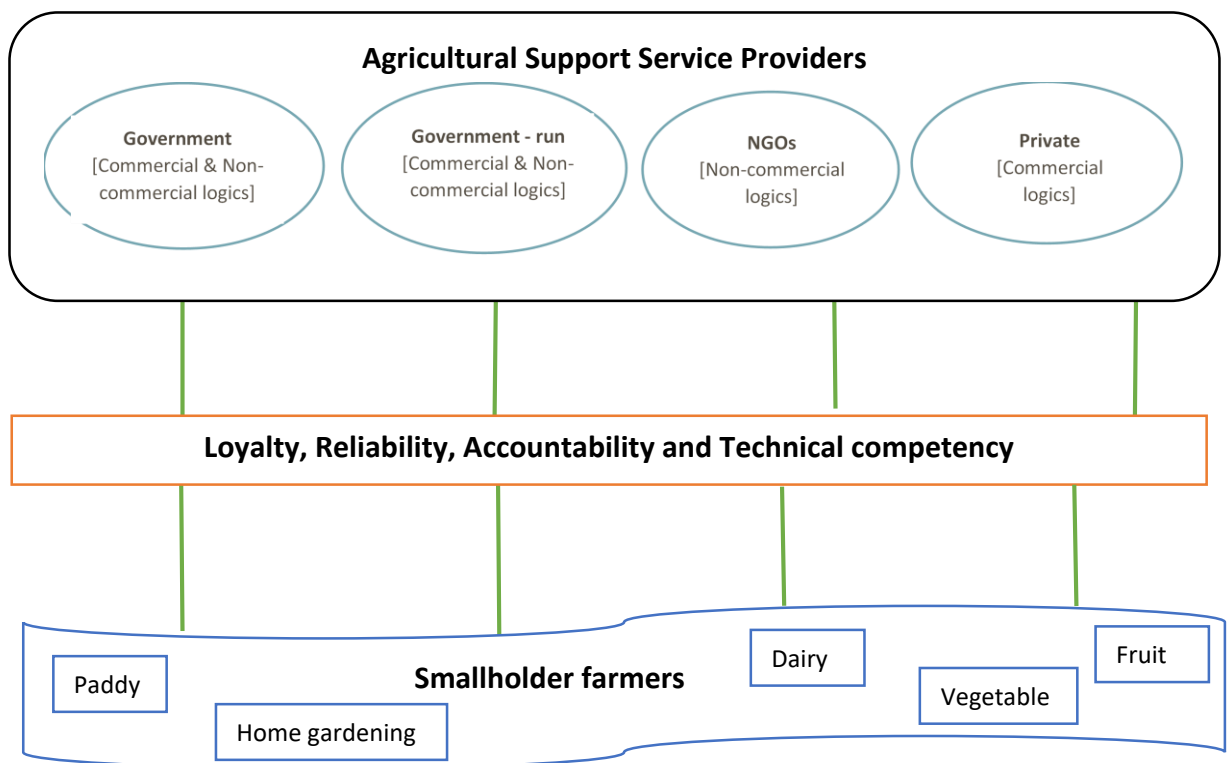 Agricultural Support Service Providers
Government
[Commercial & Non-
commercial logics]
Government - run
[Commercial & Non-
commercial logics]
NGOs
[Non-commercial
logics]
Private
[Commercial
logics]
Loyalty, Reliability, Accountability and Technical competency
Smallholder farmers
Paddy
Home gardening
Dairy
Vegetable
Fruit